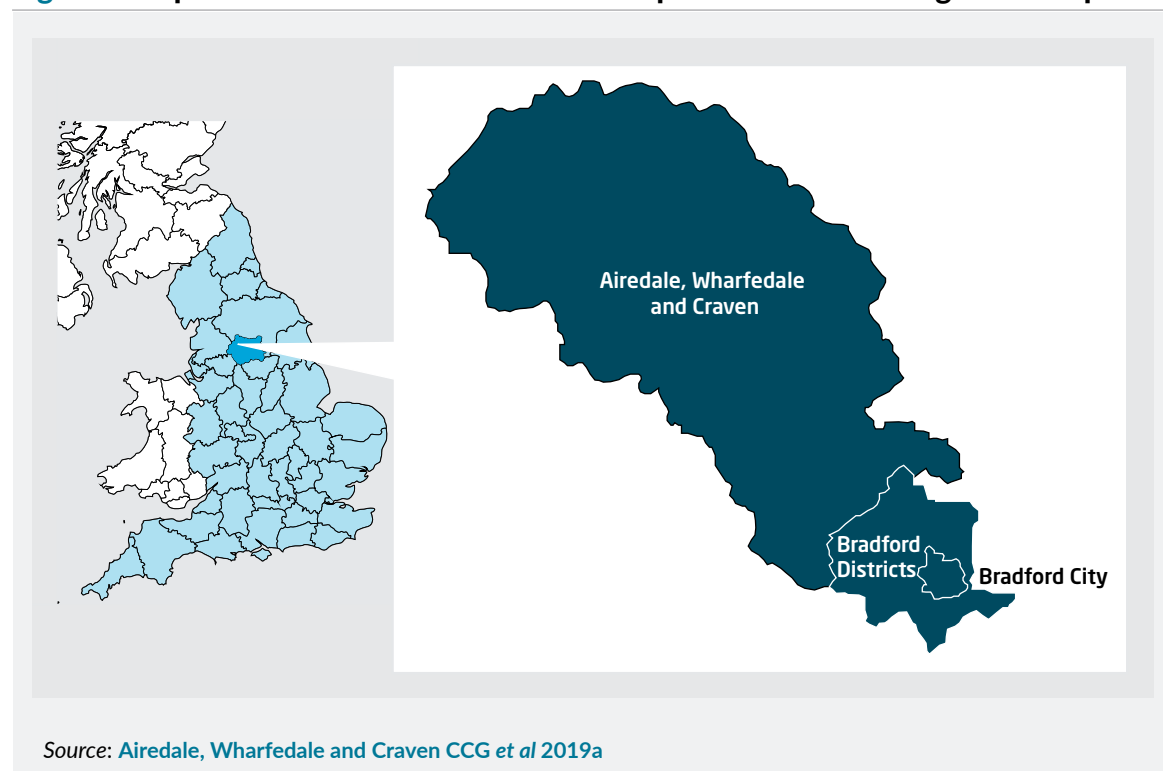 Airedale, Wharfedale
and Craven
Bradford
Districts
Bradford City
Source: Airedale, Wharfedale and Craven CCG et al 2019a